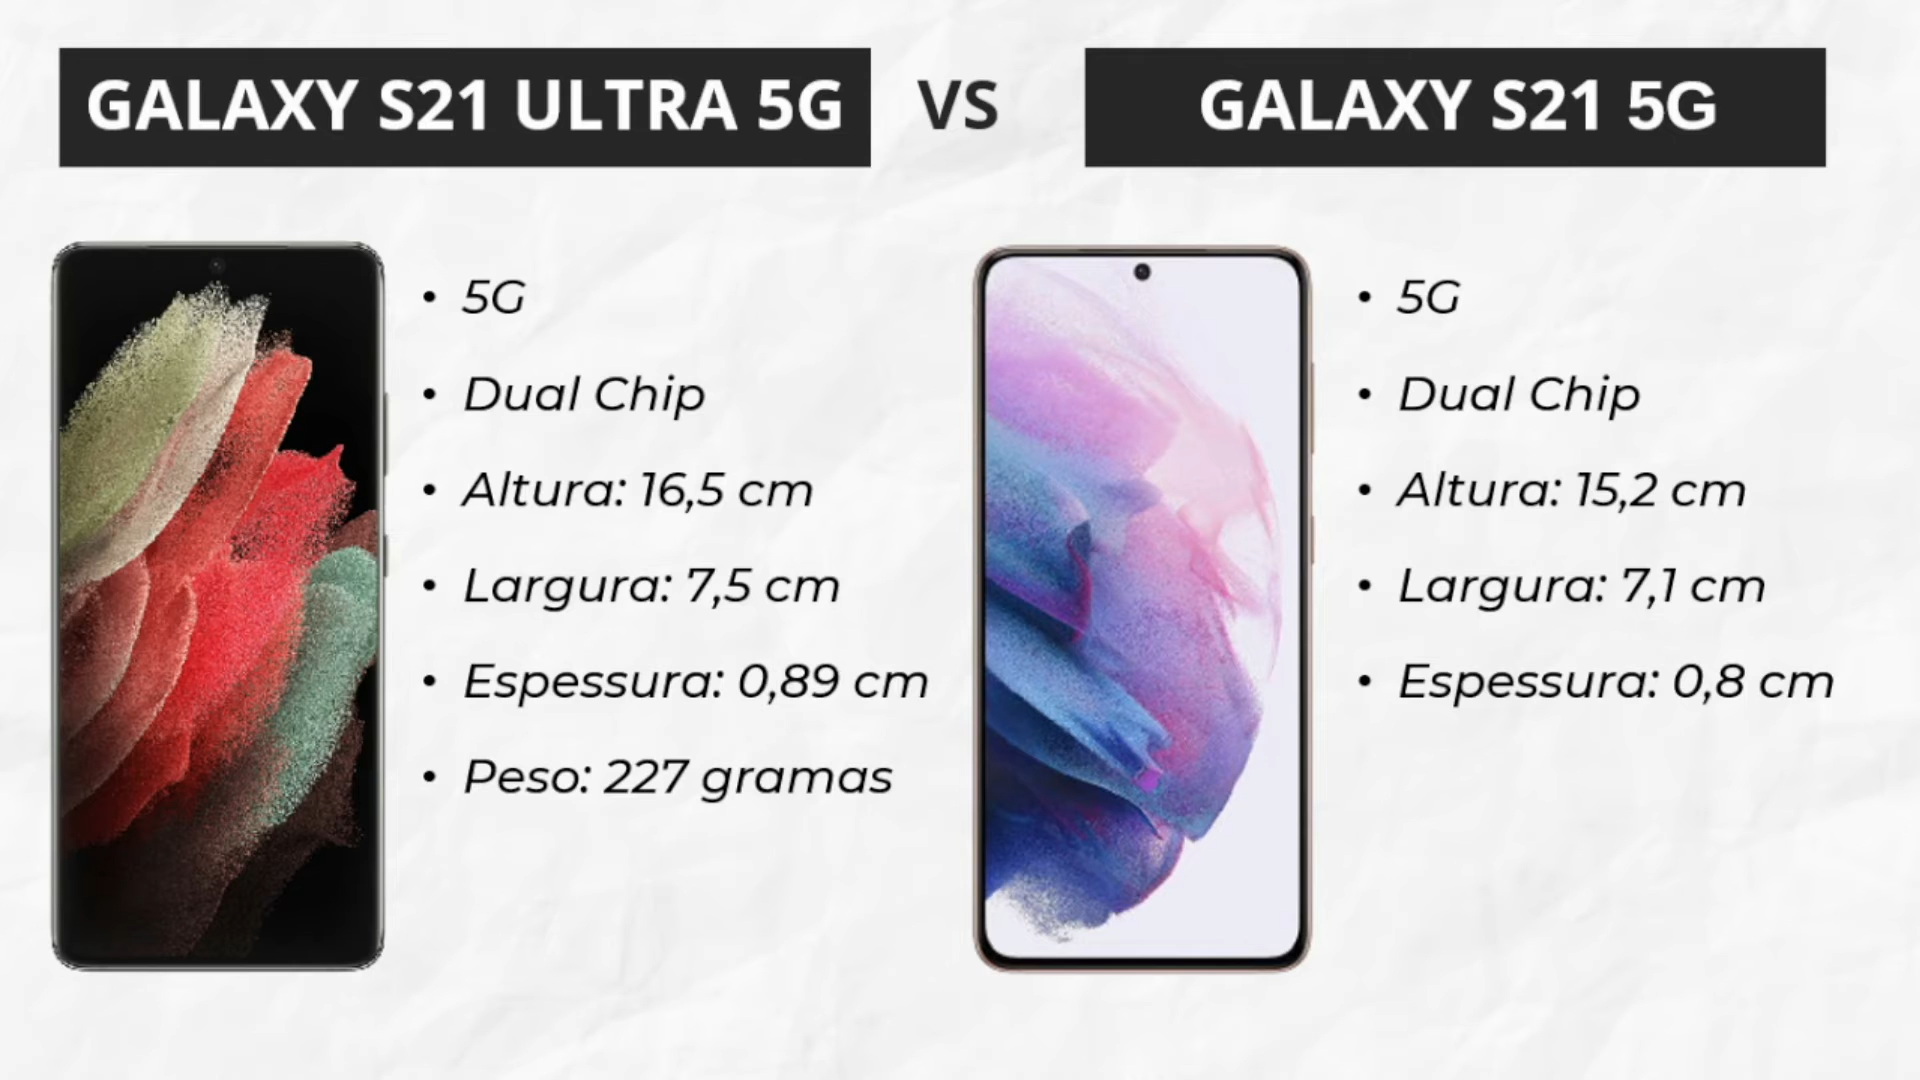 GALAXY S21 ULTRA 5G VS GALAXY S21 5G
• 5G
• Dual Chip
• Altura: 16,5 cm
• Largura: 7,5 cm
• Espessura: 0,89 cm
• Peso: 227 gramas
• 5G
• Dual Chip
• Altura: 15,2 cm
• Largura: 7,1 cm
• Espessura: 0,8 cm